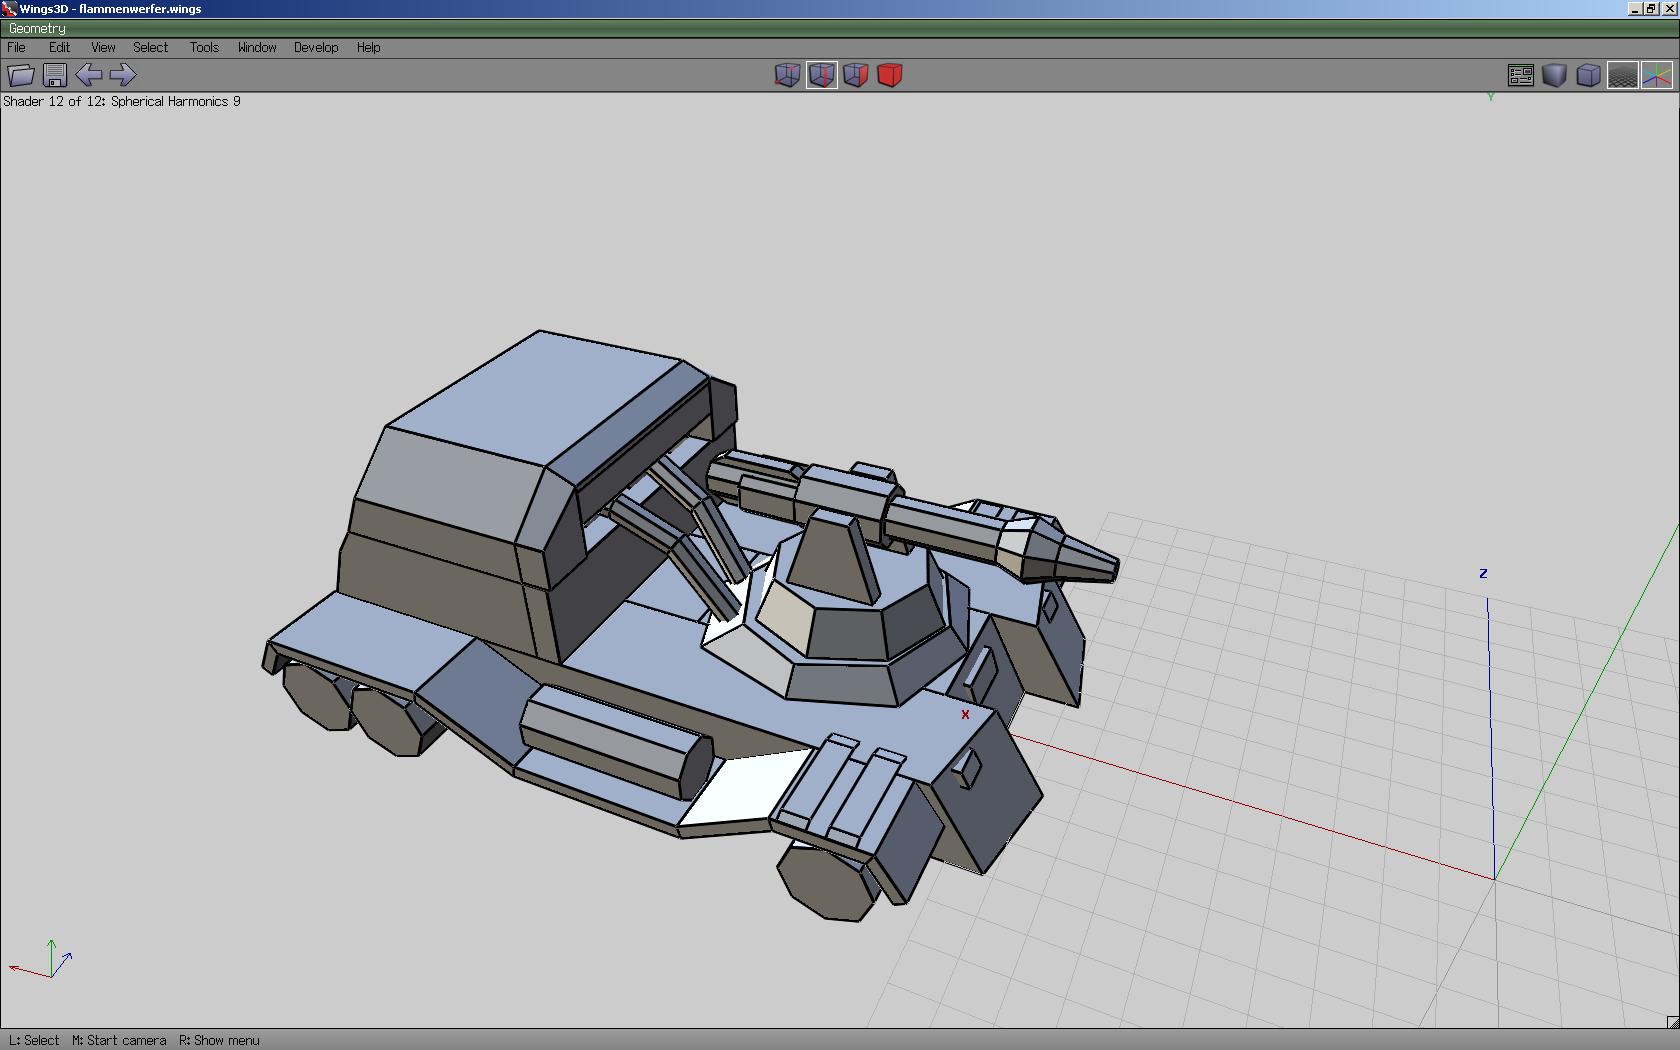 Wings3D - flammenwerfer.wings
Geometry
File Edit View Select Tools Window Develop Help
Shader 12 of 12: Spherical Harmonics 9
Y
Z
X
L: Select M: Start camera R: Show menu